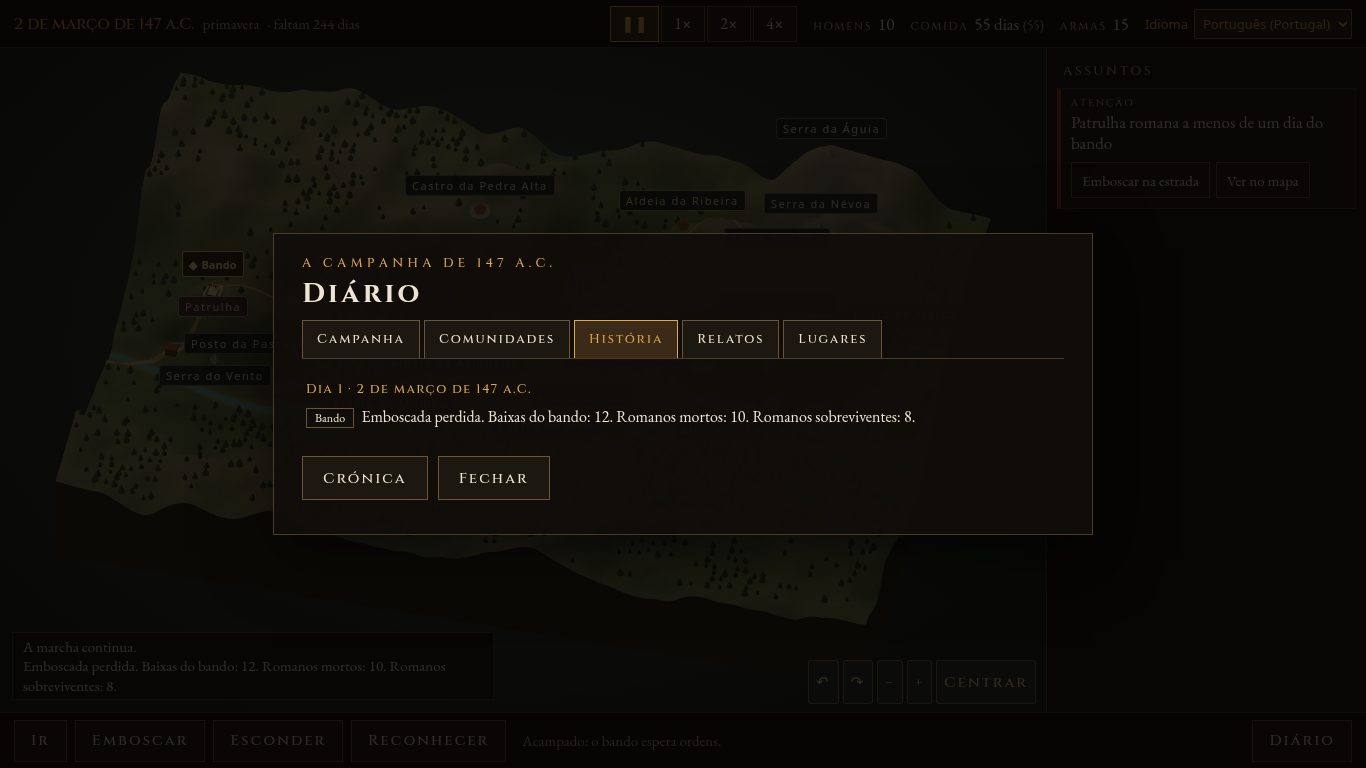 2 DE MARÇO DE 147 A.C. primavera · faltam 244 dias
❚❚ 1× 2× 4× HOMENS 10 COMIDA 55 dias (55) ARMAS 15 Idioma Português (Portugal)
ASSUNTOS
ATENÇÃO
Patrulha romana a menos de um dia do
bando
Emboscar na estrada Ver no mapa
Serra da Águia
Castro da Pedra Alta
Aldeia da Ribeira
Serra da Névoa
◆ Bando
Patrulha
Posto da Pas
Serra do Vento
A CAMPANHA DE 147 A.C.
DIÁRIO
CAMPANHA COMUNIDADES HISTÓRIA RELATOS LUGARES
DIA 1 · 2 DE MARÇO DE 147 A.C.
Bando Emboscada perdida. Baixas do bando: 12. Romanos mortos: 10. Romanos sobreviventes: 8.
CRÓNICA FECHAR
A marcha continua.
Emboscada perdida. Baixas do bando: 12. Romanos mortos: 10. Romanos
sobreviventes: 8.
↶ ↷ − + CENTRAR
IR EMBOSCAR ESCONDER RECONHECER Acampado: o bando espera ordens. DIÁRIO